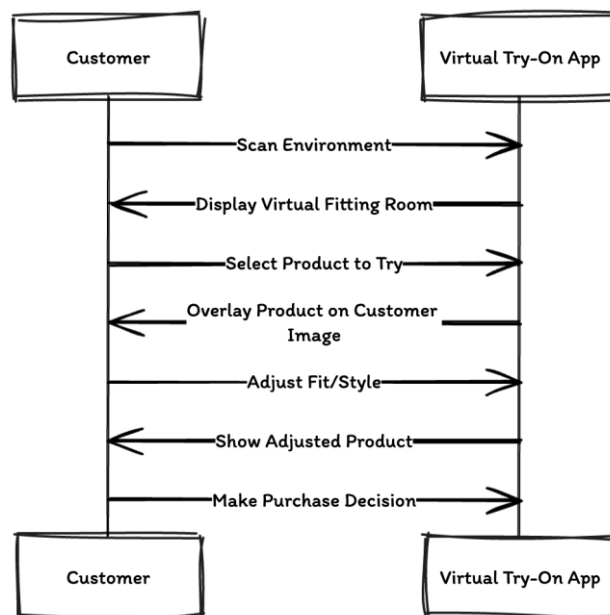 Customer
Virtual Try-On App
Scan Environment
Display Virtual Fitting Room
Select Product to Try
Overlay Product on Customer
Image
Adjust Fit/Style
Show Adjusted Product
Make Purchase Decision
Customer
Virtual Try-On App